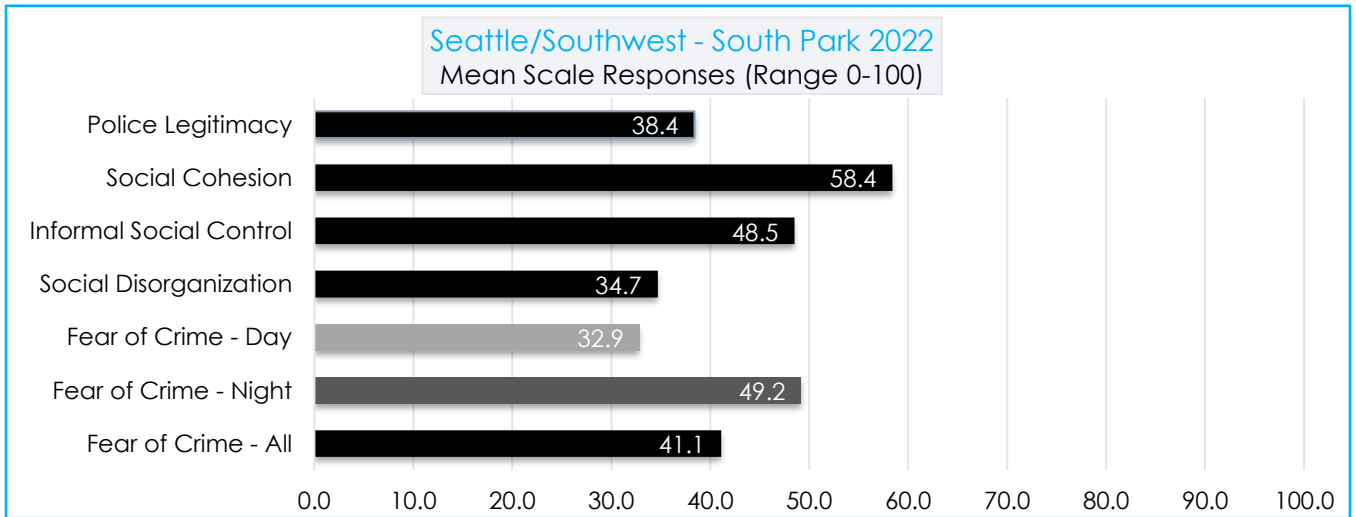 Seattle/Southwest - South Park 2022
Mean Scale Responses (Range 0-100)
Police Legitimacy 38.4
Social Cohesion 58.4
Informal Social Control 48.5
Social Disorganization 34.7
Fear of Crime - Day 32.9
Fear of Crime - Night 49.2
Fear of Crime - All 41.1
0.0 10.0 20.0 30.0 40.0 50.0 60.0 70.0 80.0 90.0 100.0